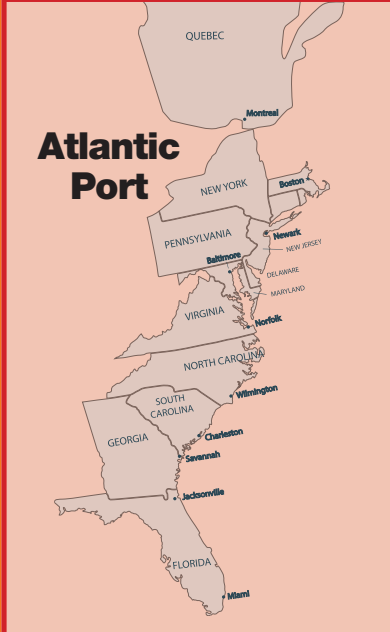 QUEBEC
Montreal
Atlantic
Port
Boston
NEW YORK
Newark
PENNSYLVANIA
NEW JERSEY
Baltimore
DELAWARE
MARYLAND
VIRGINIA
Norfolk
NORTH CAROLINA
Wilmington
SOUTH
CAROLINA
Charleston
GEORGIA
Savannah
Jacksonville
FLORIDA
Miami